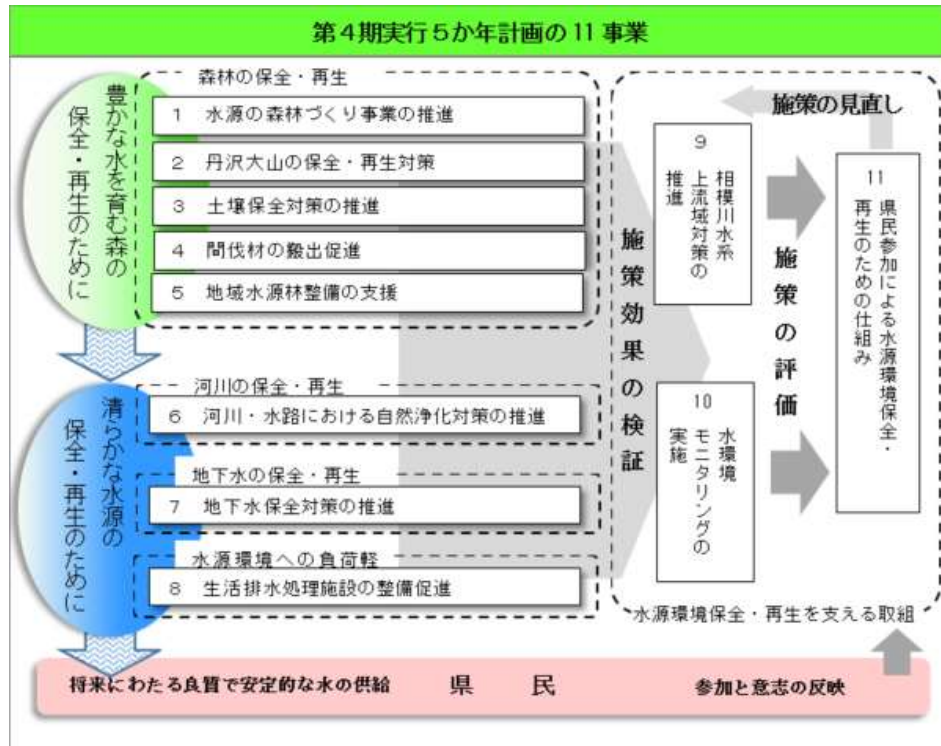 第４期実行５か年計画の 11 事業
豊かな水を育む森の
保全・再生のために
森林の保全・再生
1 水源の森林づくり事業の推進
2 丹沢大山の保全・再生対策
3 土壌保全対策の推進
4 間伐材の搬出促進
5 地域水源林整備の支援
清らかな水源の
保全・再生のために
河川の保全・再生
6 河川・水路における自然浄化対策の推進
地下水の保全・再生
7 地下水保全対策の推進
水源環境への負荷軽
8 生活排水処理施設の整備促進
施策効果の検証
9
相模川水系
上流域対策の
推進
10
水環境
モニタリングの
実施
施策の評価
施策の見直し
11 県民参加による水源環境保全・
再生のための仕組み
水源環境保全・再生を支える取組
将来にわたる良質で安定的な水の供給 県 民 参加と意志の反映